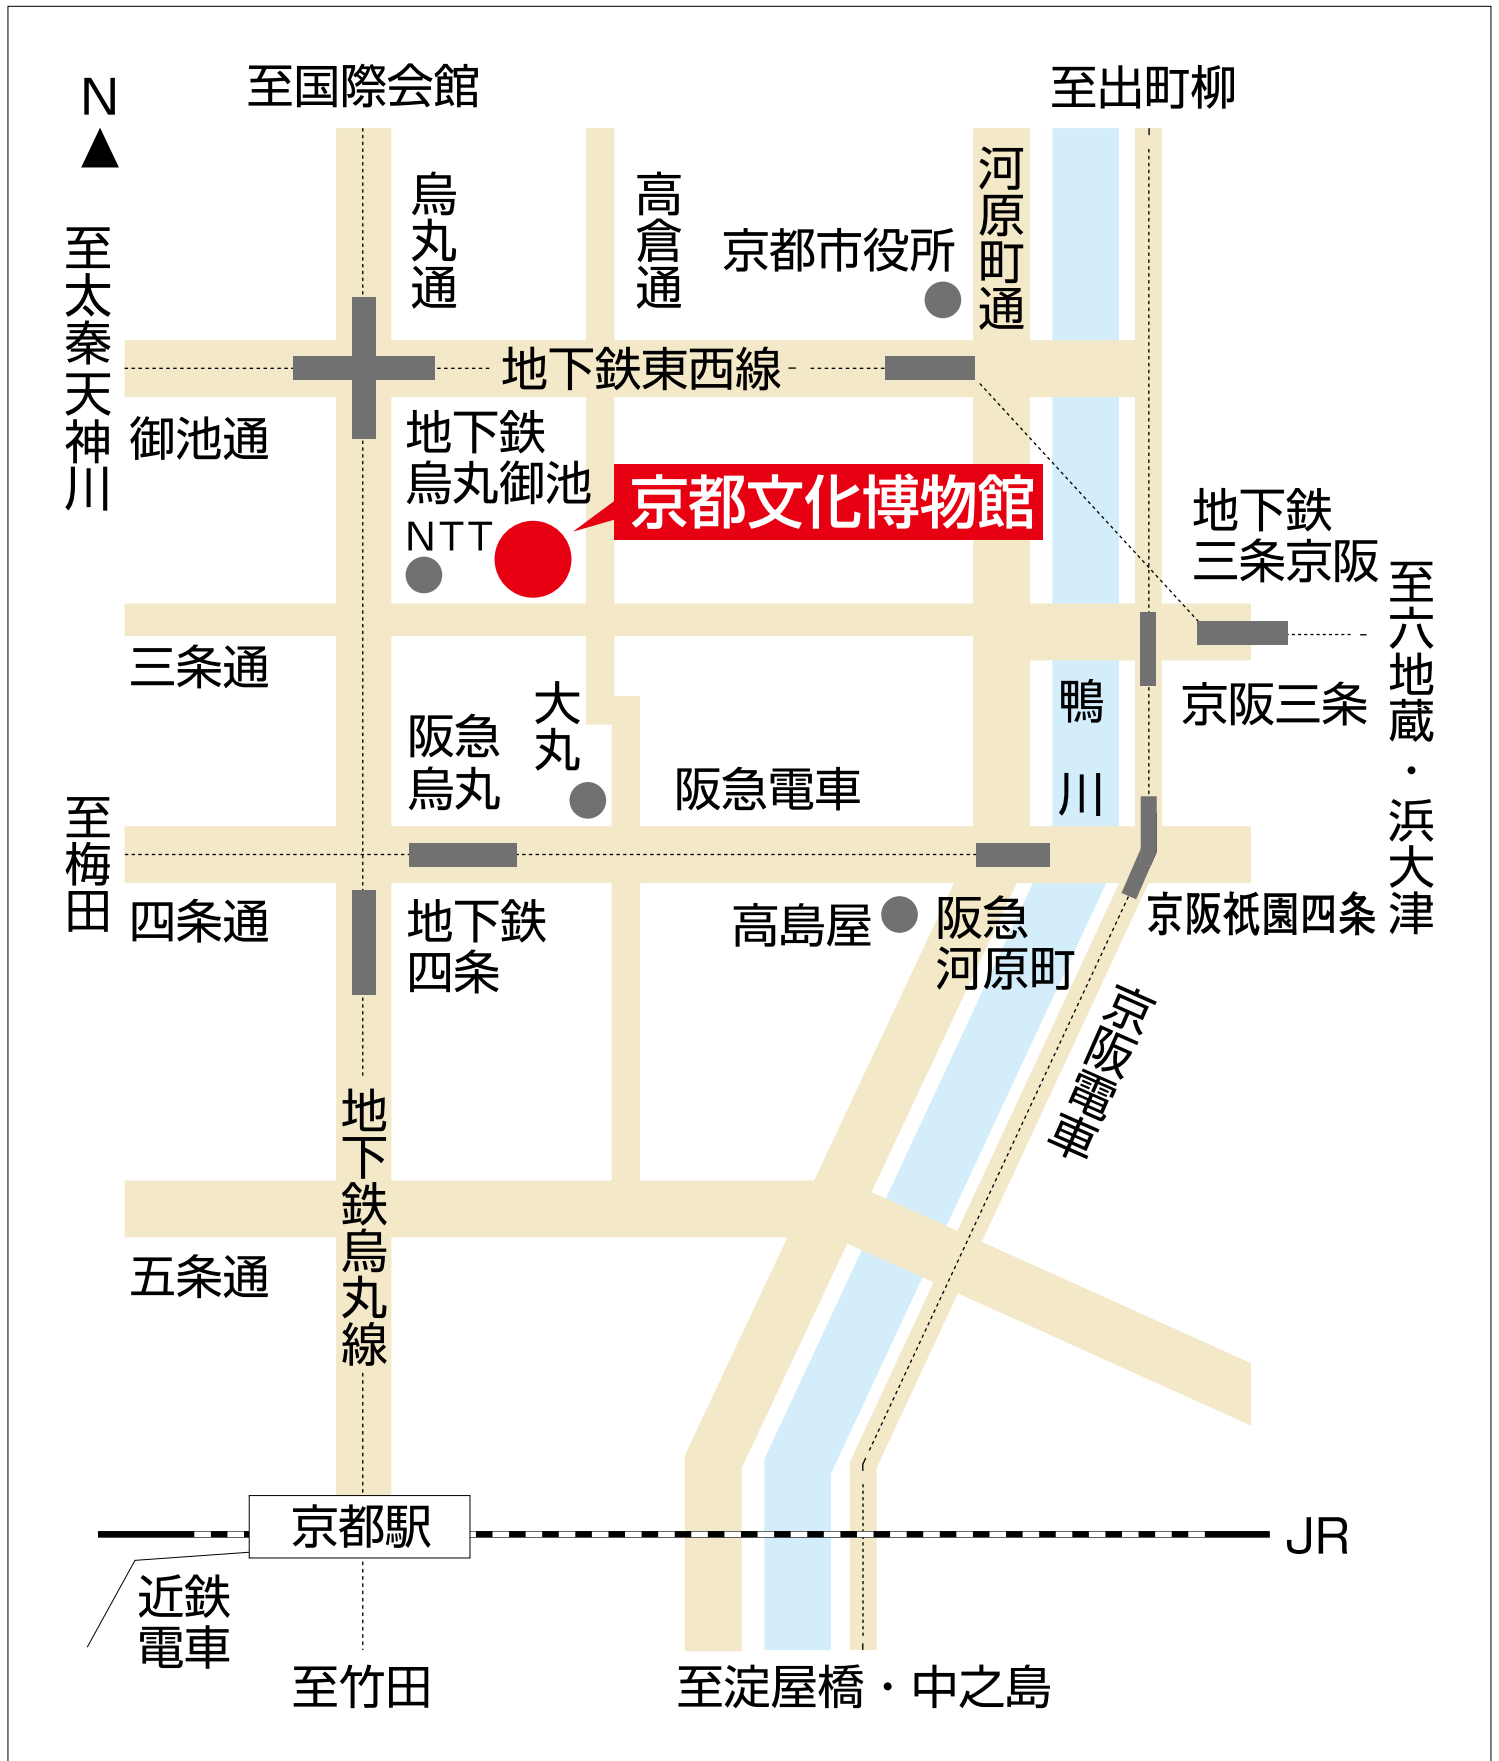 至国際会館
至出町柳
N
烏丸通
高倉通
河原町通
京都市役所
至太秦天神川
地下鉄東西線
御池通
地下鉄
烏丸御池
京都文化博物館
NTT
地下鉄
三条京阪
至六地蔵・浜大津
三条通
京阪三条
鴨川
大丸
阪急
烏丸
阪急電車
至梅田
四条通
地下鉄
四条
高島屋
阪急
河原町
京阪祇園四条
京阪電車
地下鉄烏丸線
五条通
京都駅
JR
近鉄
電車
至竹田
至淀屋橋・中之島